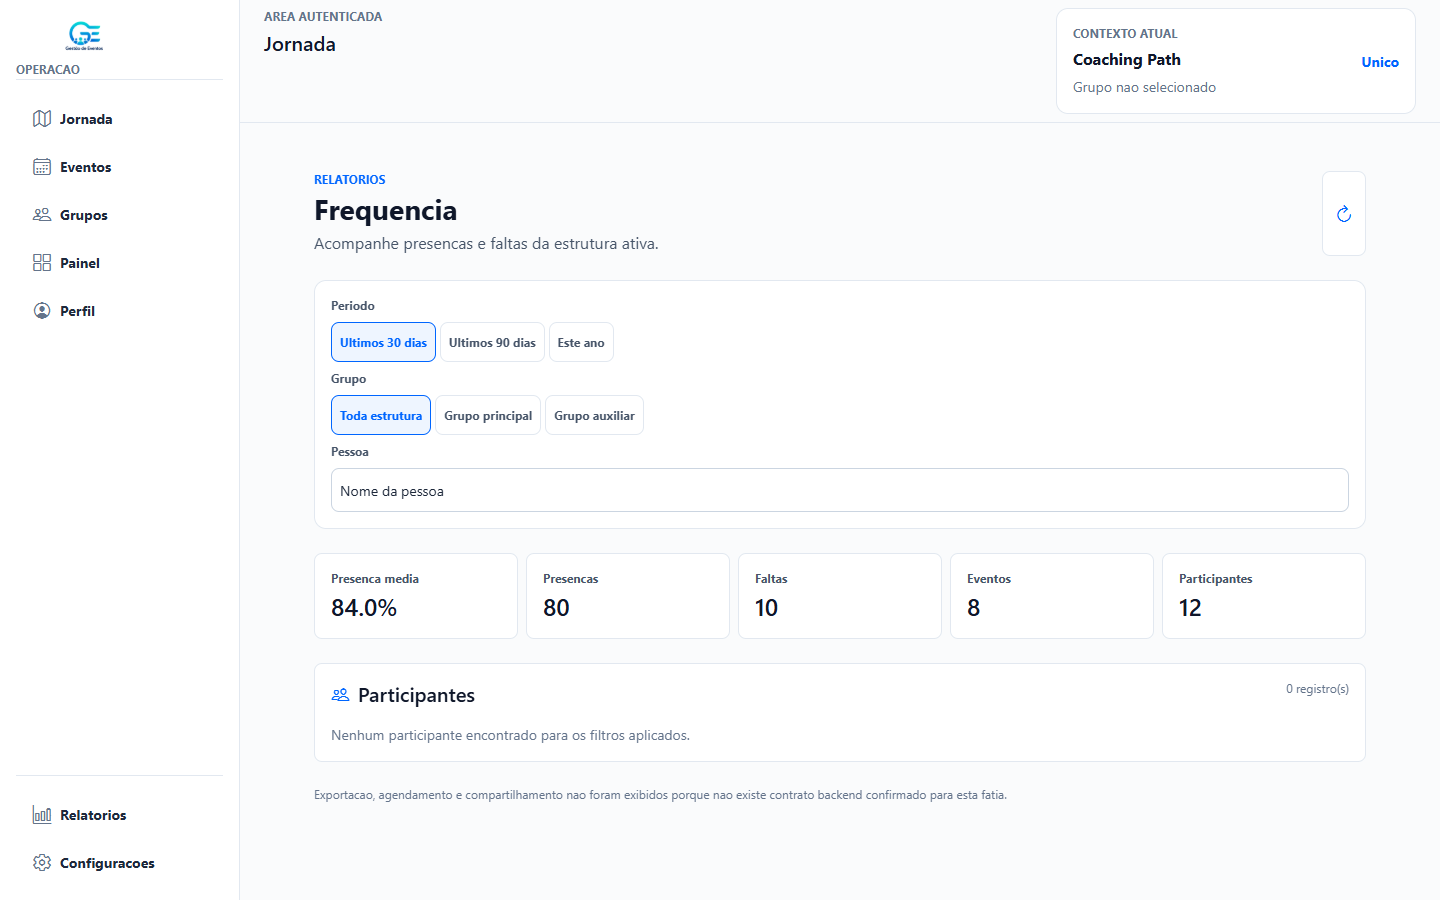 Gestão de Eventos
OPERACAO
Jornada
Eventos
Grupos
Painel
Perfil
Relatorios
Configuracoes
AREA AUTENTICADA
Jornada
CONTEXTO ATUAL
Coaching Path
Unico
Grupo nao selecionado
RELATORIOS
Frequencia
Acompanhe presencas e faltas da estrutura ativa.
Periodo
Ultimos 30 dias
Ultimos 90 dias
Este ano
Grupo
Toda estrutura
Grupo principal
Grupo auxiliar
Pessoa
Nome da pessoa
Presenca media
84.0%
Presencas
80
Faltas
10
Eventos
8
Participantes
12
Participantes
0 registro(s)
Nenhum participante encontrado para os filtros aplicados.
Exportacao, agendamento e compartilhamento nao foram exibidos porque nao existe contrato backend confirmado para esta fatia.